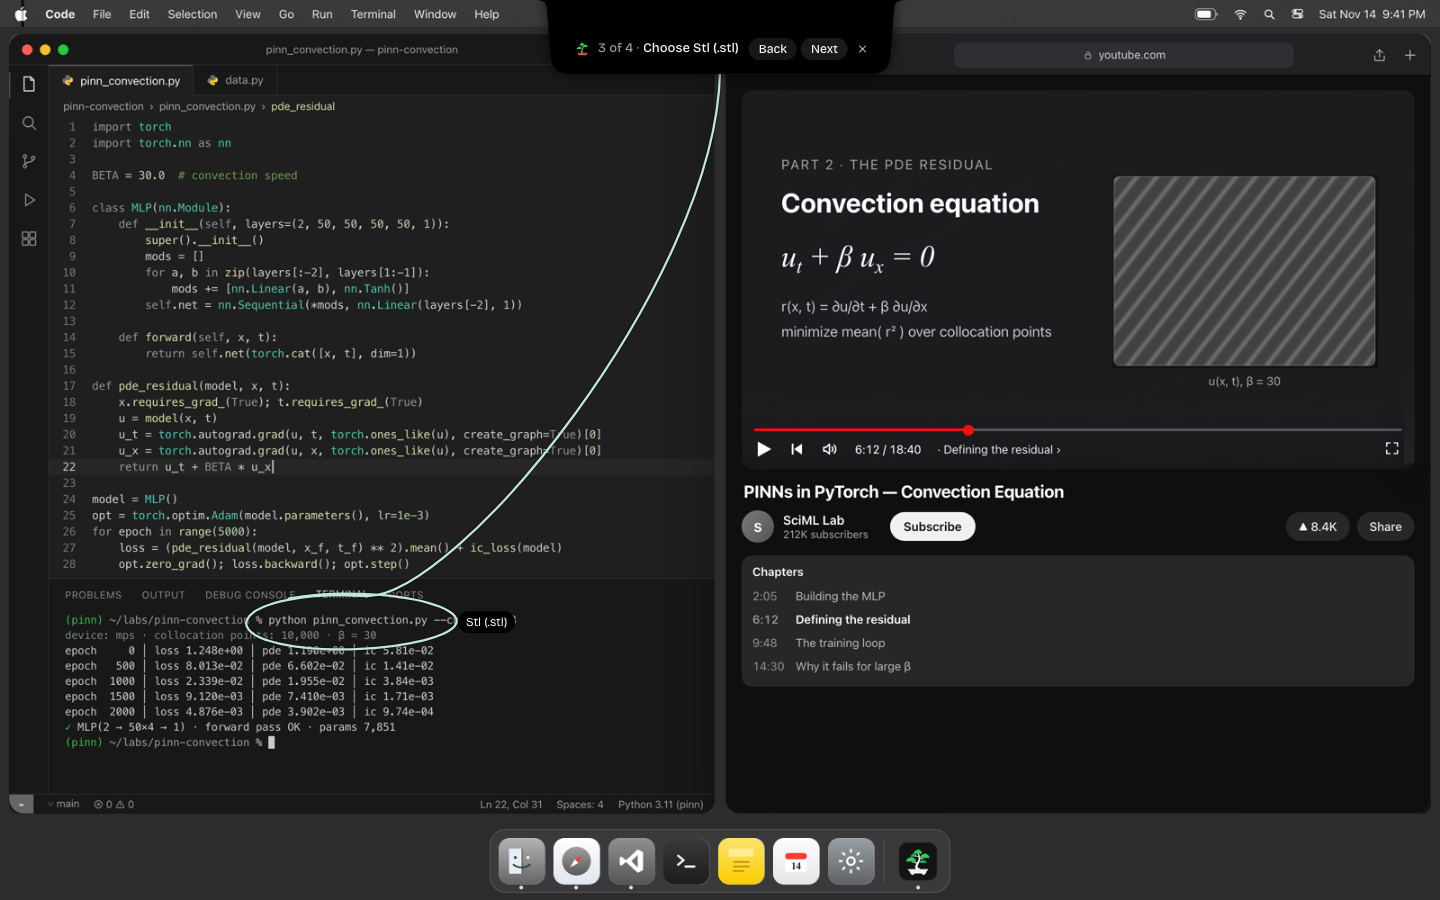 Code File Edit Selection View Go Run Terminal Window Help
Sat Nov 14 9:41 PM
3 of 4 · Choose Stl (.stl) Back Next ×
pinn_convection.py — pinn-convection
pinn_convection.py data.py
pinn-convection › pinn_convection.py › pde_residual
1 import torch
2 import torch.nn as nn
3
4 BETA = 30.0 # convection speed
5
6 class MLP(nn.Module):
7 def __init__(self, layers=(2, 50, 50, 50, 50, 1)):
8 super().__init__()
9 mods = []
10 for a, b in zip(layers[:-2], layers[1:-1]):
11 mods += [nn.Linear(a, b), nn.Tanh()]
12 self.net = nn.Sequential(*mods, nn.Linear(layers[-2], 1))
13
14 def forward(self, x, t):
15 return self.net(torch.cat([x, t], dim=1))
16
17 def pde_residual(model, x, t):
18 x.requires_grad_(True); t.requires_grad_(True)
19 u = model(x, t)
20 u_t = torch.autograd.grad(u, t, torch.ones_like(u), create_graph=True)[0]
21 u_x = torch.autograd.grad(u, x, torch.ones_like(u), create_graph=True)[0]
22 return u_t + BETA * u_x
23
24 model = MLP()
25 opt = torch.optim.Adam(model.parameters(), lr=1e-3)
26 for epoch in range(5000):
27 loss = (pde_residual(model, x_f, t_f) ** 2).mean() + ic_loss(model)
28 opt.zero_grad(); loss.backward(); opt.step()
PROBLEMS OUTPUT DEBUG CONSOLE TERMINAL PORTS
(pinn) ~/labs/pinn-convection % python pinn_convection.py
Stl (.stl)
device: mps · collocation points: 10,000 · β = 30
epoch 0 | loss 1.248e+00 | pde 1.190e+00 | ic 5.81e-02
epoch 500 | loss 8.013e-02 | pde 6.602e-02 | ic 1.41e-02
epoch 1000 | loss 2.339e-02 | pde 1.955e-02 | ic 3.84e-03
epoch 1500 | loss 9.120e-03 | pde 7.410e-03 | ic 1.71e-03
epoch 2000 | loss 4.876e-03 | pde 3.902e-03 | ic 9.74e-04
✓ MLP(2 → 50×4 → 1) · forward pass OK · params 7,851
(pinn) ~/labs/pinn-convection %
main 0 0 Ln 22, Col 31 Spaces: 4 Python 3.11 (pinn)
youtube.com
PART 2 · THE PDE RESIDUAL
Convection equation
u_t + β u_x = 0
r(x, t) = ∂u/∂t + β ∂u/∂x
minimize mean( r² ) over collocation points
u(x, t), β = 30
6:12 / 18:40 · Defining the residual ›
PINNs in PyTorch — Convection Equation
S SciML Lab
212K subscribers
Subscribe
▲ 8.4K Share
Chapters
2:05 Building the MLP
6:12 Defining the residual
9:48 The training loop
14:30 Why it fails for large β
14